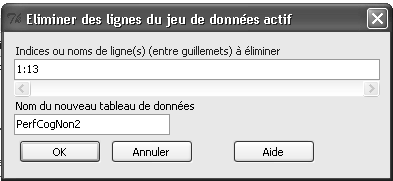 Eliminer des lignes du jeu de données actif
Indices ou noms de ligne(s) (entre guillemets) à éliminer
1:13
Nom du nouveau tableau de données
PerfCogNon2
OK Annuler Aide